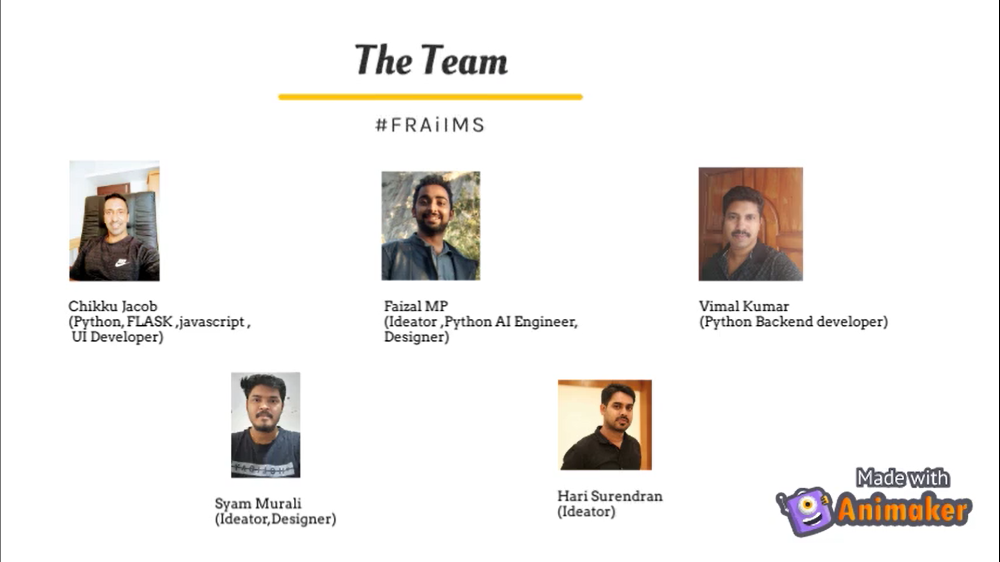 The Team
#FRAiIMS
Chikku Jacob
(Python, FLASK ,javascript ,
UI Developer)
Faizal MP
(Ideator ,Python AI Engineer,
Designer)
Vimal Kumar
(Python Backend developer)
Syam Murali
(Ideator,Designer)
Hari Surendran
(Ideator)
Made with
Animaker